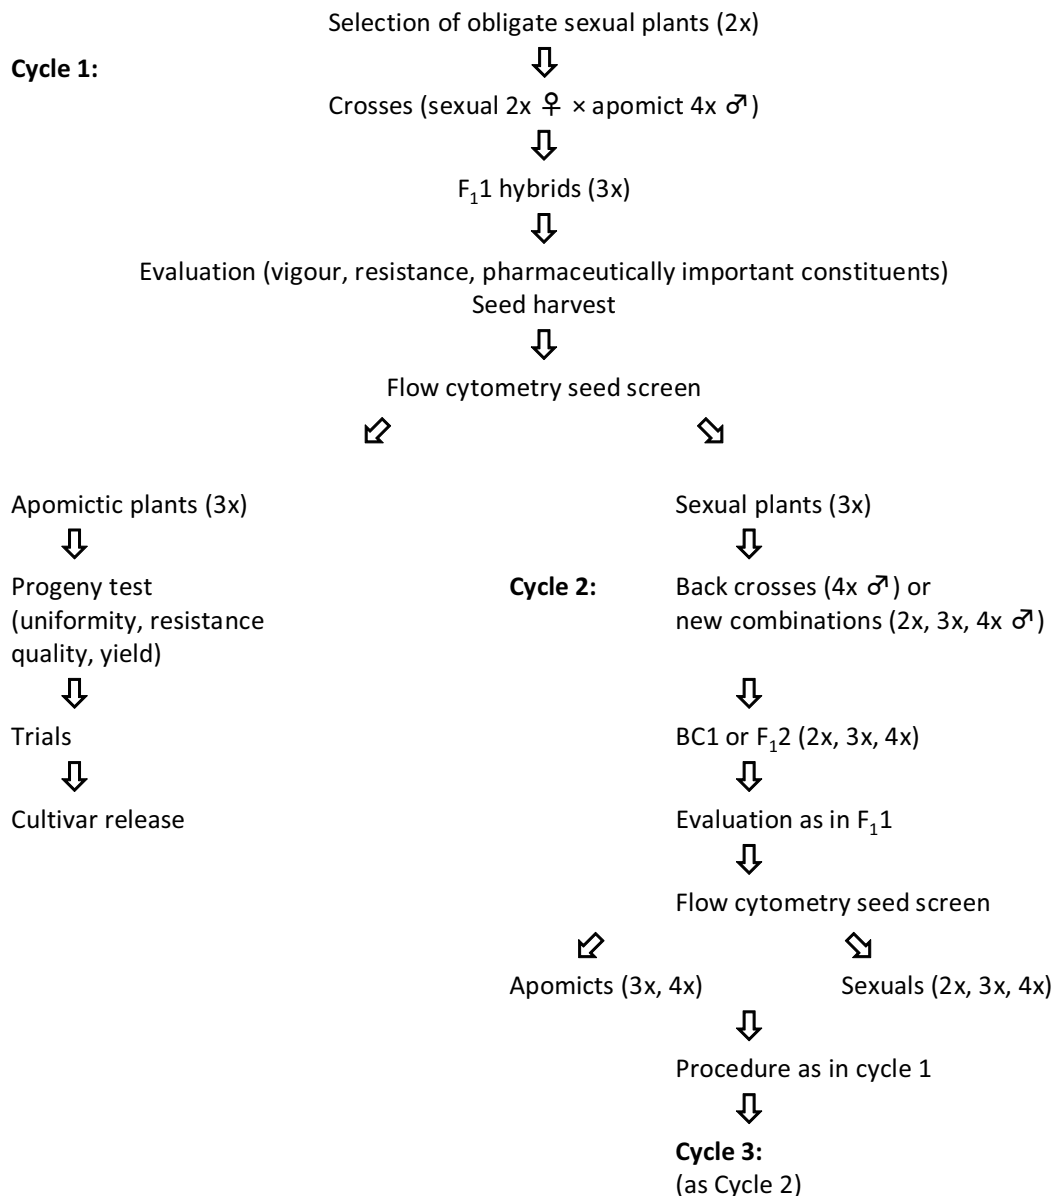 Selection of obligate sexual plants (2x)
Cycle 1:
Crosses (sexual 2x ♀ × apomict 4x ♂)
F₁1 hybrids (3x)
Evaluation (vigour, resistance, pharmaceutically important constituents)
Seed harvest
Flow cytometry seed screen
Apomictic plants (3x)
Progeny test
(uniformity, resistance
quality, yield)
Trials
Cultivar release
Sexual plants (3x)
Cycle 2:
Back crosses (4x ♂) or
new combinations (2x, 3x, 4x ♂)
BC1 or F₁2 (2x, 3x, 4x)
Evaluation as in F₁1
Flow cytometry seed screen
Apomicts (3x, 4x)
Sexuals (2x, 3x, 4x)
Procedure as in cycle 1
Cycle 3:
(as Cycle 2)